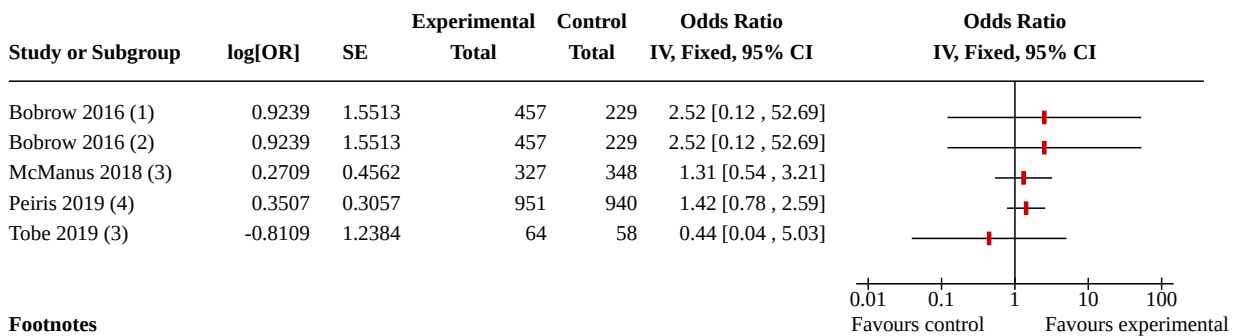 Experimental Control Odds Ratio Odds Ratio
Study or Subgroup log[OR] SE Total Total IV, Fixed, 95% CI IV, Fixed, 95% CI
Bobrow 2016 (1) 0.9239 1.5513 457 229 2.52 [0.12 , 52.69]
Bobrow 2016 (2) 0.9239 1.5513 457 229 2.52 [0.12 , 52.69]
McManus 2018 (3) 0.2709 0.4562 327 348 1.31 [0.54 , 3.21]
Peiris 2019 (4) 0.3507 0.3057 951 940 1.42 [0.78 , 2.59]
Tobe 2019 (3) -0.8109 1.2384 64 58 0.44 [0.04 , 5.03]
0.01 0.1 1 10 100
Footnotes Favours control Favours experimental